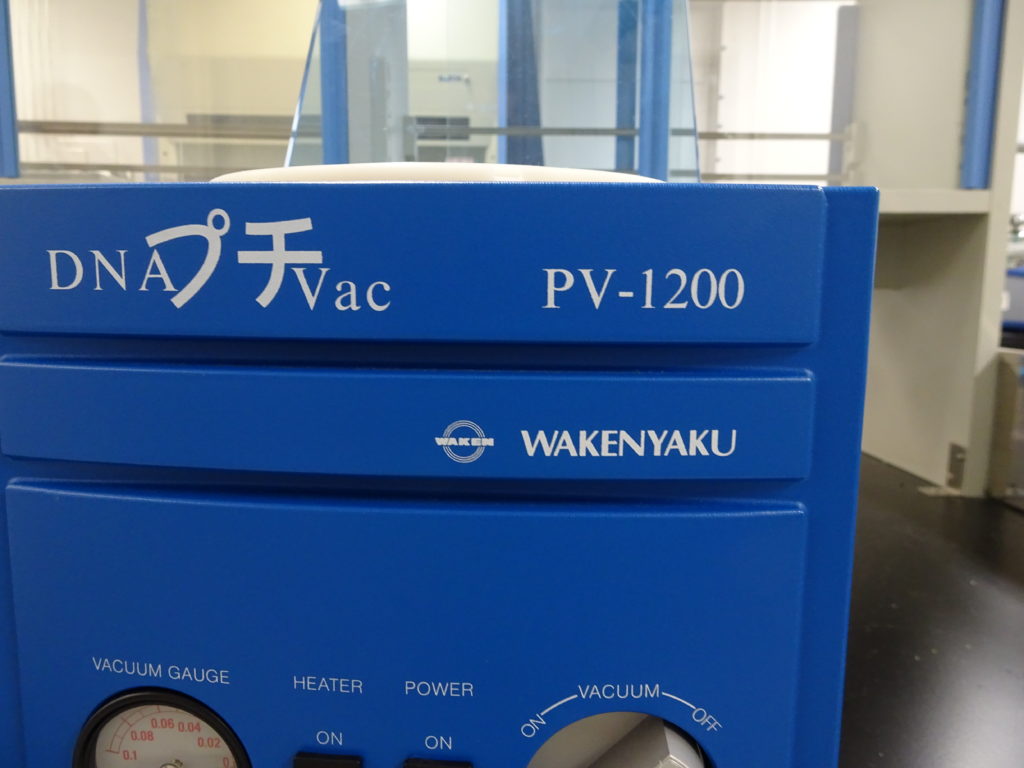 DNAプチVac
PV-1200
WAKEN
WAKENYAKU
VACUUM GAUGE
HEATER
POWER
VACUUM
ON
OFF
ON
ON
0.06 0.04
0.08
0.02
0.1